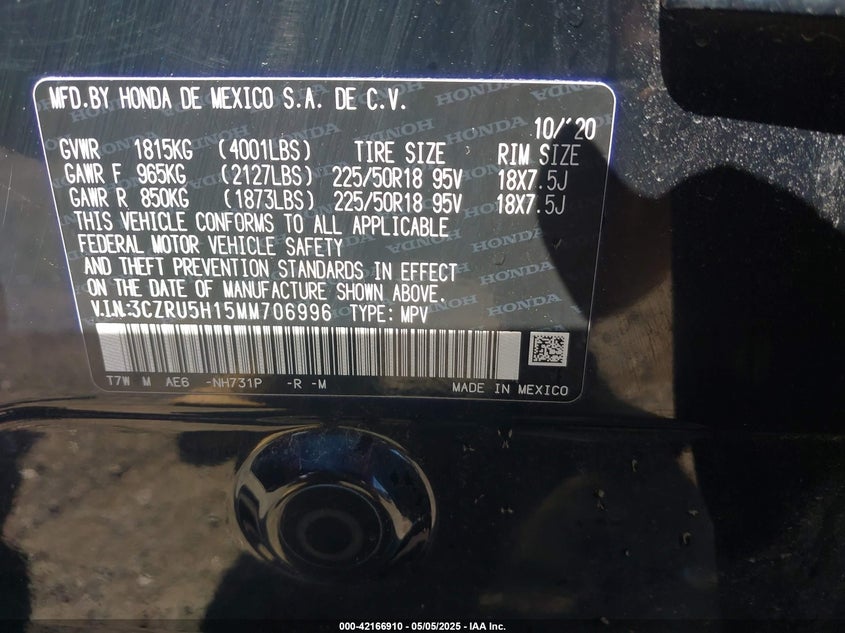 MFD.BY HONDA DE MEXICO S.A. DE C.V.
10/20
GVWR 1815KG (4001LBS) TIRE SIZE RIM SIZE
GAWR F 965KG (2127LBS) 225/50R18 95V 18X7.5J
GAWR R 850KG (1873LBS) 225/50R18 95V 18X7.5J
THIS VEHICLE CONFORMS TO ALL APPLICABLE
FEDERAL MOTOR VEHICLE SAFETY
AND THEFT PREVENTION STANDARDS IN EFFECT
ON THE DATE OF MANUFACTURE SHOWN ABOVE.
V.I.N.:3CZRU5H15MM706996 TYPE: MPV
T7W M AE6 -NH731P -R -M MADE IN MEXICO
000-42166910 - 05/05/2025 - IAA Inc.